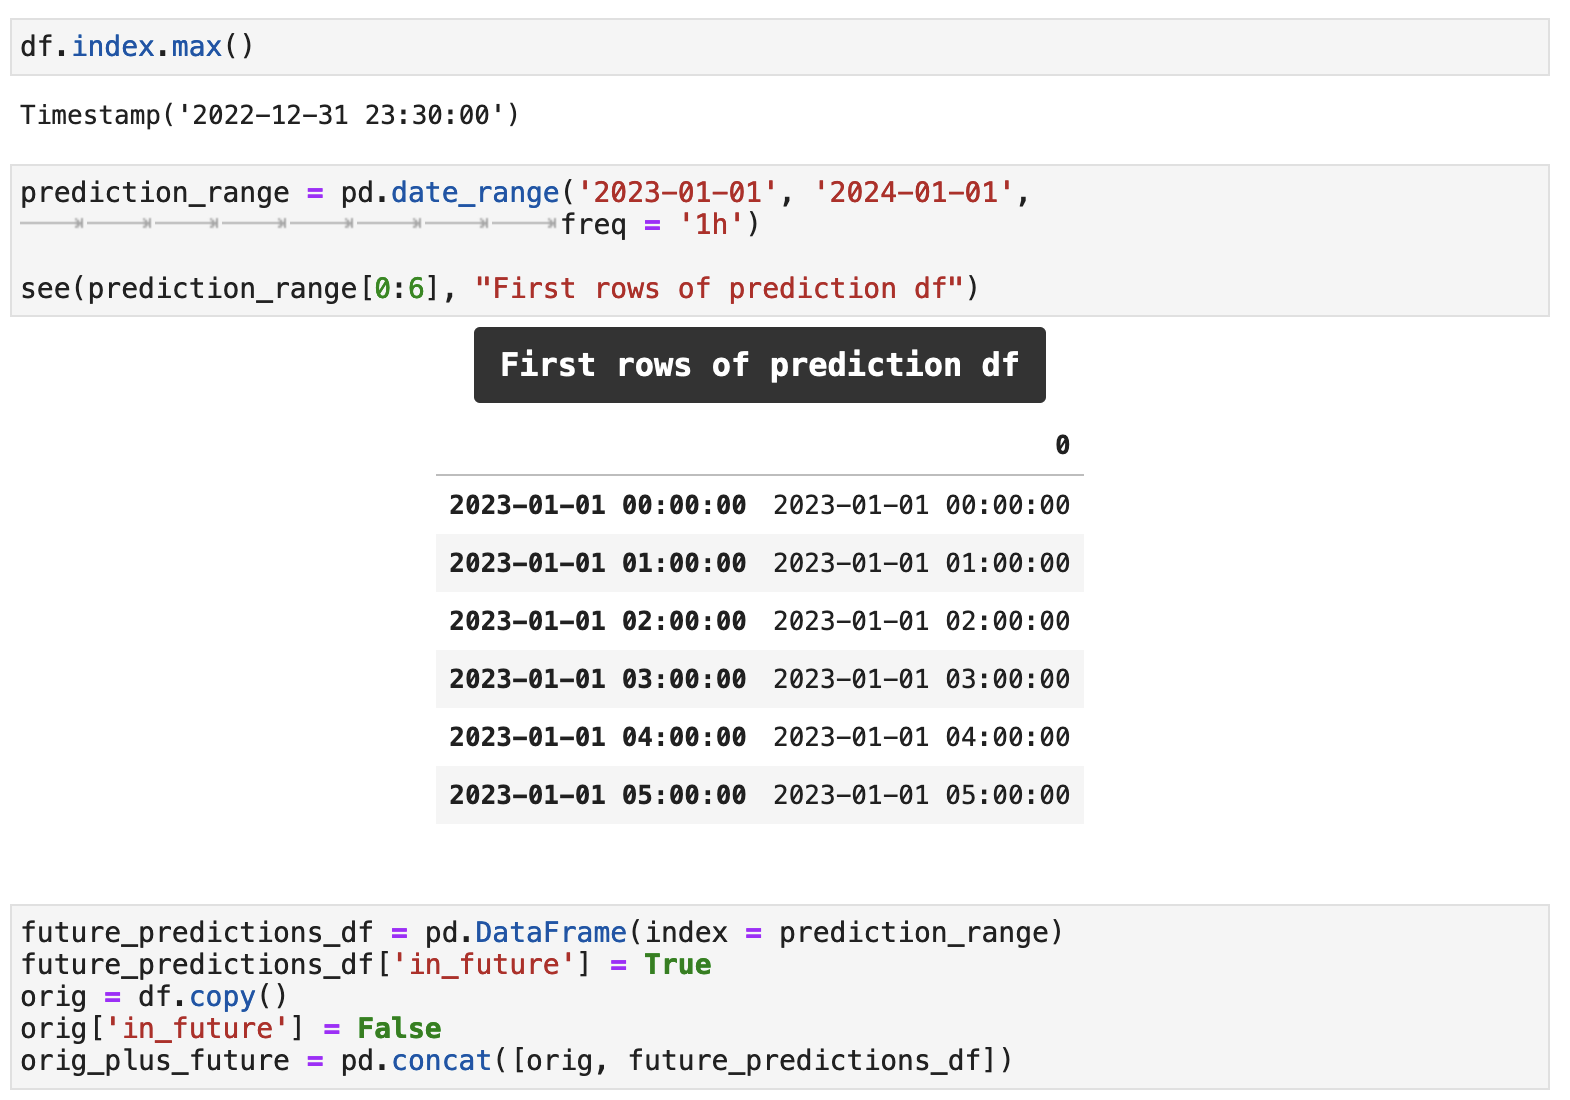 df.index.max()
Timestamp('2022-12-31 23:30:00')
prediction_range = pd.date_range('2023-01-01', '2024-01-01',
freq = '1h')
see(prediction_range[0:6], "First rows of prediction df")
First rows of prediction df
0
2023-01-01 00:00:00 2023-01-01 00:00:00
2023-01-01 01:00:00 2023-01-01 01:00:00
2023-01-01 02:00:00 2023-01-01 02:00:00
2023-01-01 03:00:00 2023-01-01 03:00:00
2023-01-01 04:00:00 2023-01-01 04:00:00
2023-01-01 05:00:00 2023-01-01 05:00:00
future_predictions_df = pd.DataFrame(index = prediction_range)
future_predictions_df['in_future'] = True
orig = df.copy()
orig['in_future'] = False
orig_plus_future = pd.concat([orig, future_predictions_df])